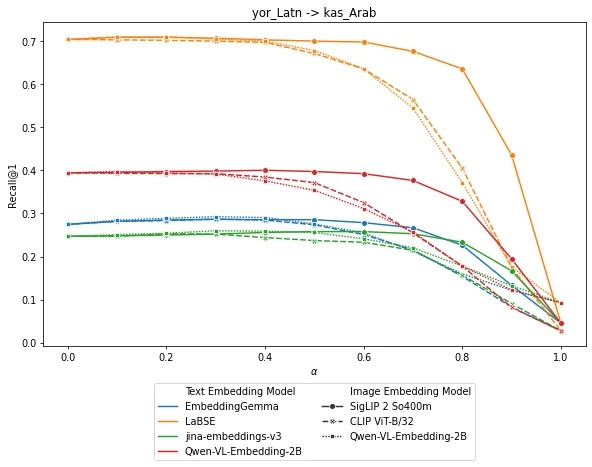 yor_Latn -> kas_Arab
0.7
0.6
0.5
0.4
0.3
0.2
0.1
0.0
Recall@1
0.0 0.2 0.4 0.6 0.8 1.0
α
Text Embedding Model Image Embedding Model
EmbeddingGemma SigLIP 2 So400m
LaBSE CLIP ViT-B/32
jina-embeddings-v3 Qwen-VL-Embedding-2B
Qwen-VL-Embedding-2B